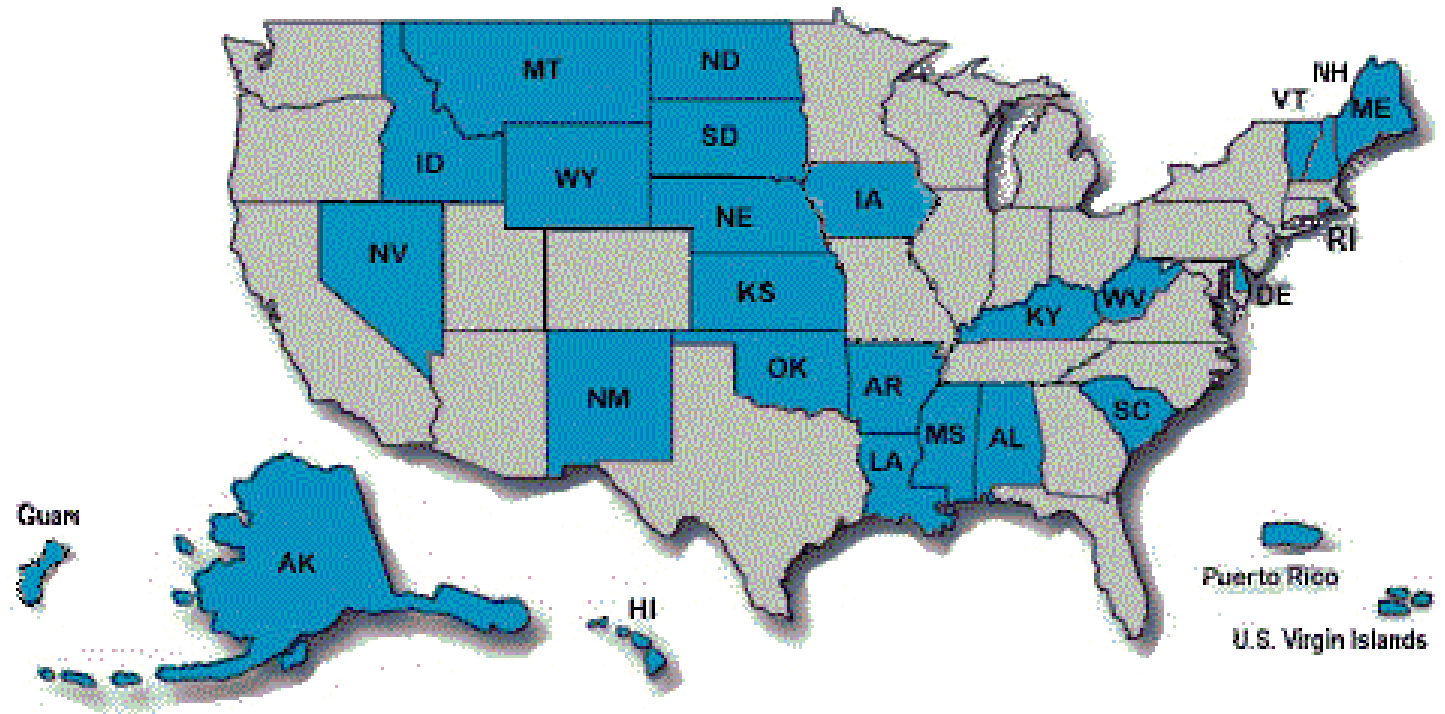 NH
VT
ME
MT
ND
SD
ID
WY
IA
NE
NV
KS
RI
DE
WV
KY
OK
AR
NM
SC
MS
AL
LA
Guam
AK
HI
Puerto Rico
U.S. Virgin Islands